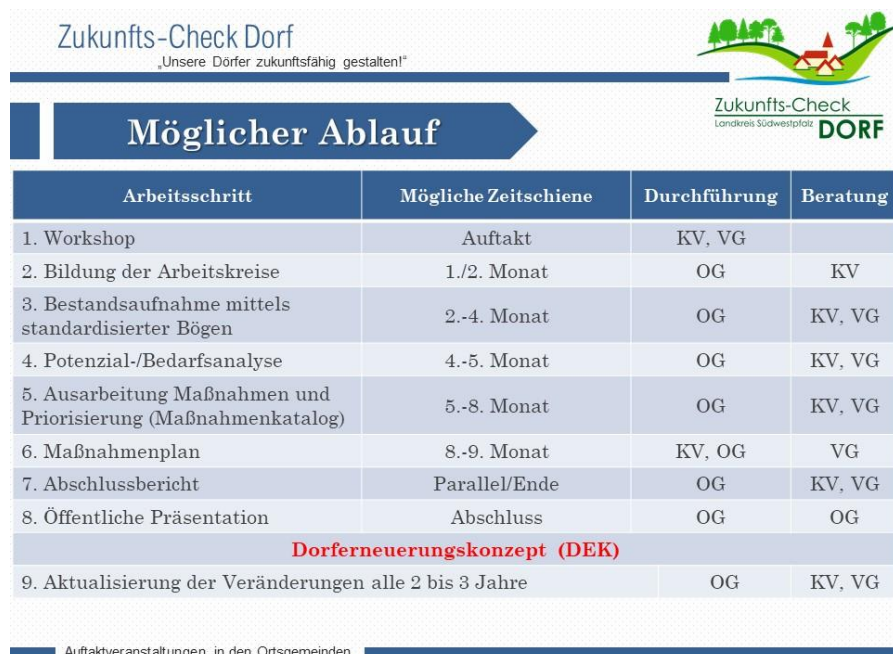 Zukunfts-Check Dorf
„Unsere Dörfer zukunftsfähig gestalten!“
Zukunfts-Check
Landkreis Südwestpfalz DORF
Möglicher Ablauf
Arbeitsschritt Mögliche Zeitschiene Durchführung Beratung
1. Workshop Auftakt KV, VG
2. Bildung der Arbeitskreise 1./2. Monat OG KV
3. Bestandsaufnahme mittels
standardisierter Bögen 2.-4. Monat OG KV, VG
4. Potenzial-/Bedarfsanalyse 4.-5. Monat OG KV, VG
5. Ausarbeitung Maßnahmen und
Priorisierung (Maßnahmenkatalog) 5.-8. Monat OG KV, VG
6. Maßnahmenplan 8.-9. Monat KV, OG VG
7. Abschlussbericht Parallel/Ende OG KV, VG
8. Öffentliche Präsentation Abschluss OG OG
Dorferneuerungskonzept (DEK)
9. Aktualisierung der Veränderungen alle 2 bis 3 Jahre OG KV, VG
Auftaktveranstaltungen in den Ortsgemeinden